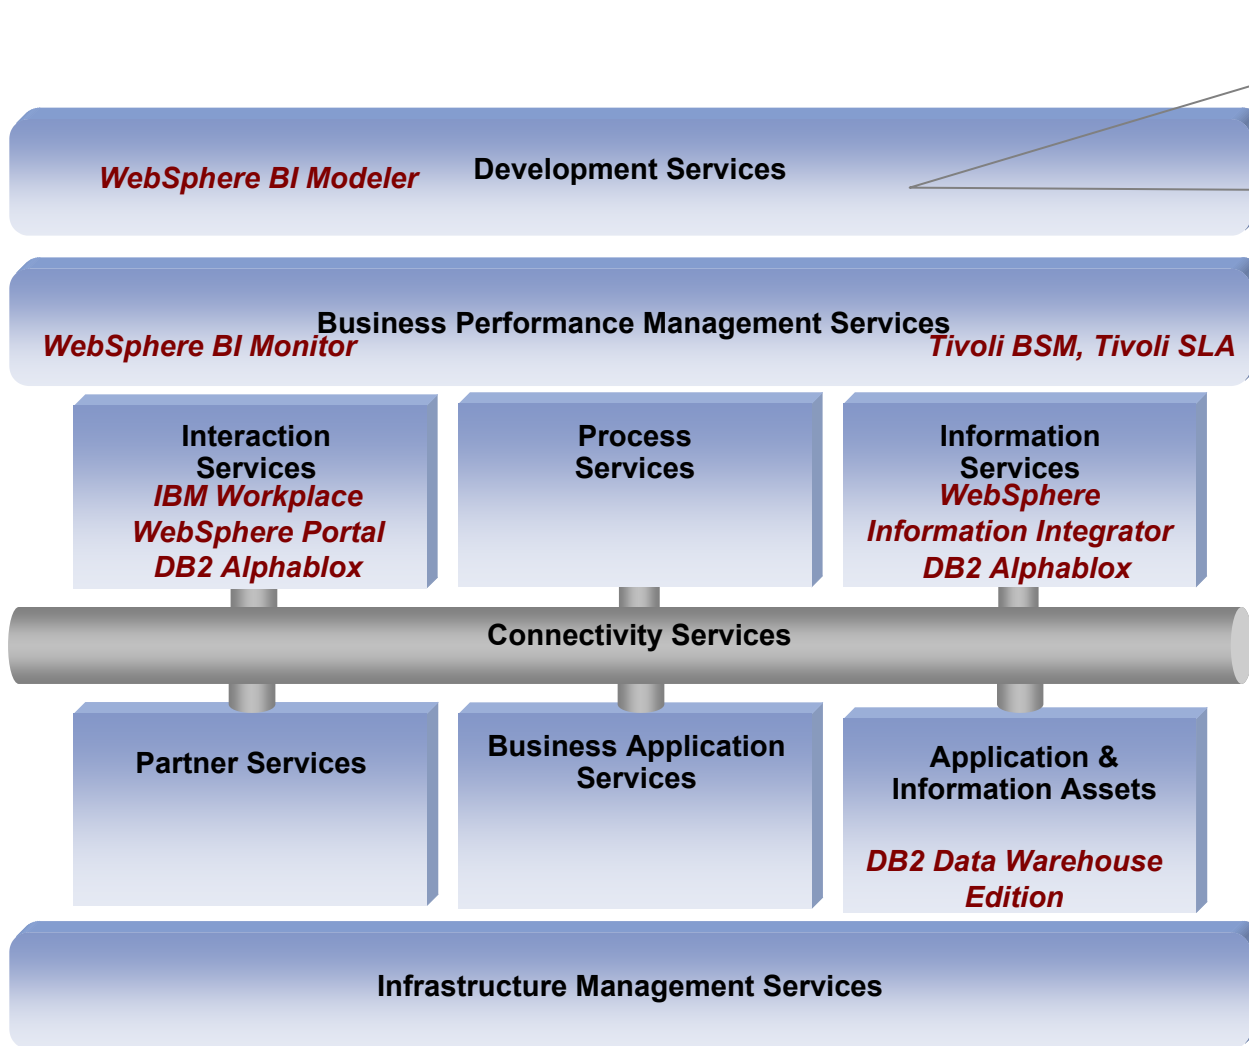 WebSphere BI Modeler
Development Services
Business Performance Management Services
WebSphere BI Monitor
Tivoli BSM, Tivoli SLA
Interaction
Services
IBM Workplace
WebSphere Portal
DB2 Alphablox
Process
Services
Information
Services
WebSphere
Information Integrator
DB2 Alphablox
Connectivity Services
Partner Services
Business Application
Services
Application &
Information Assets
DB2 Data Warehouse
Edition
Infrastructure Management Services